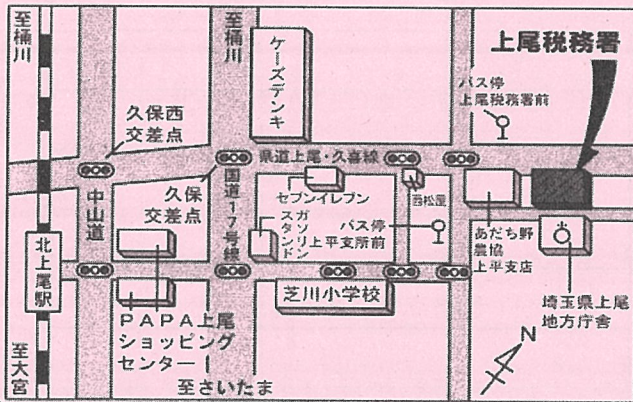 至桶川
至桶川
ケーズデンキ
上尾税務署
バス停
上尾税務署前
久保西
交差点
県道上尾・久喜線
中山道
久保
交差点
国道17号線
セブンイレブン
西松屋
ガソリン
スタンド
バス停
上平支所前
あだち野
農協
上平支店
北上尾駅
芝川小学校
埼玉県上尾
地方庁舎
PAPA上尾
ショッピング
センター
至大宮
至さいたま
N